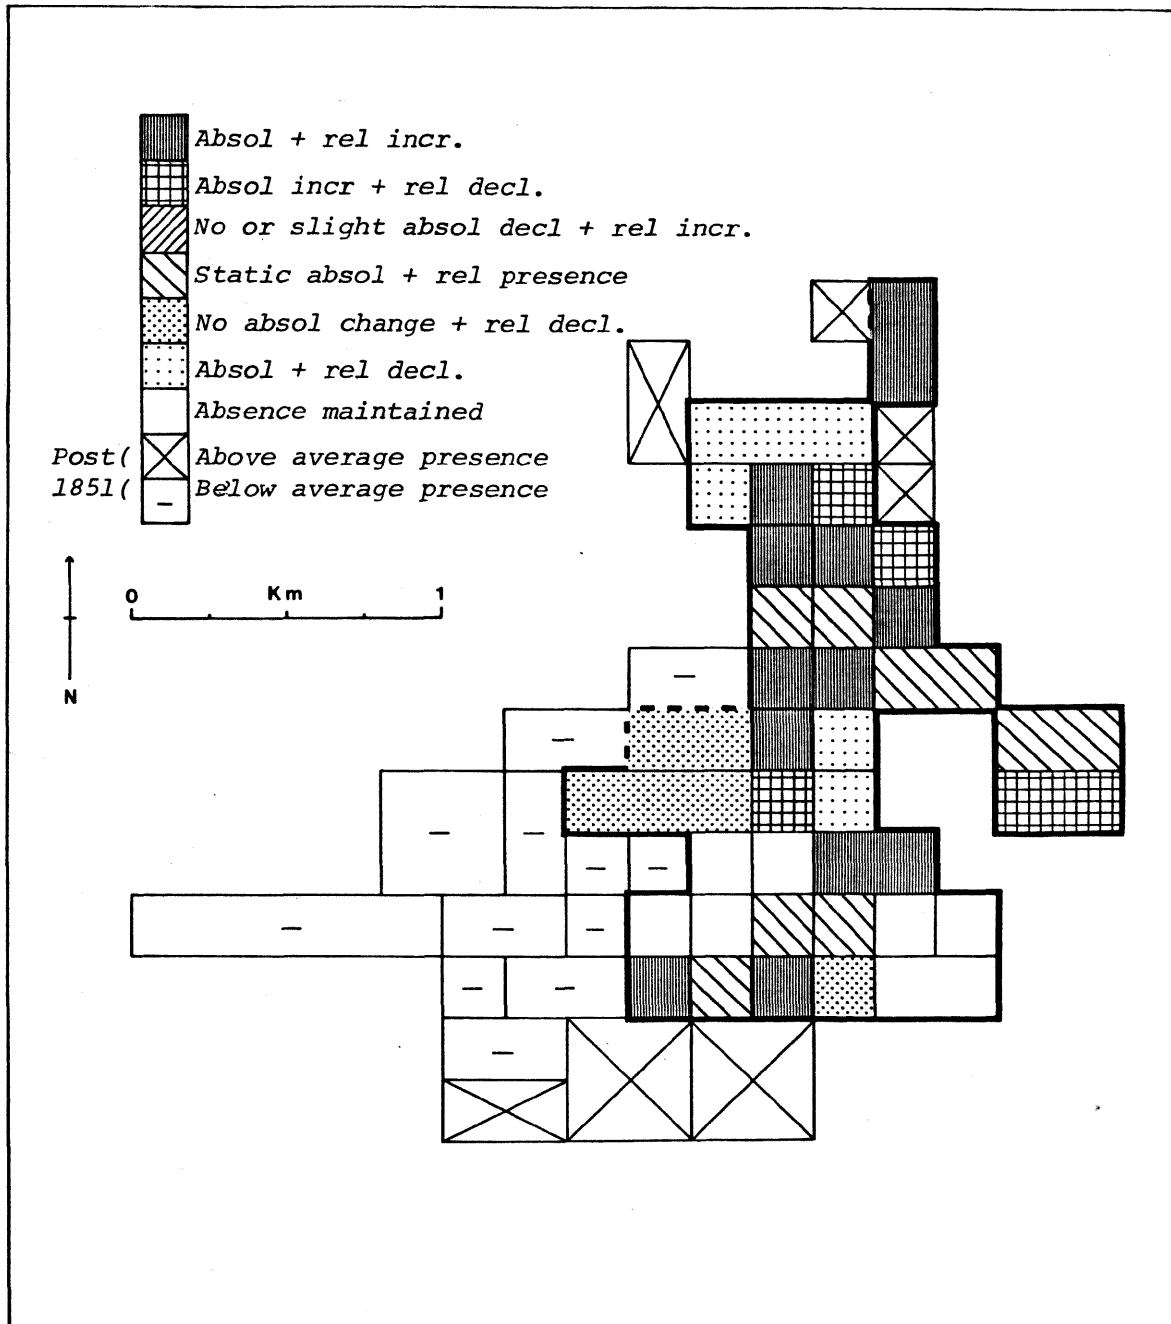 Absol + rel incr.
Absol incr + rel decl.
No or slight absol decl + rel incr.
Static absol + rel presence
No absol change + rel decl.
Absol + rel decl.
Absence maintained
Post( Above average presence
1851( Below average presence
0 Km 1
N